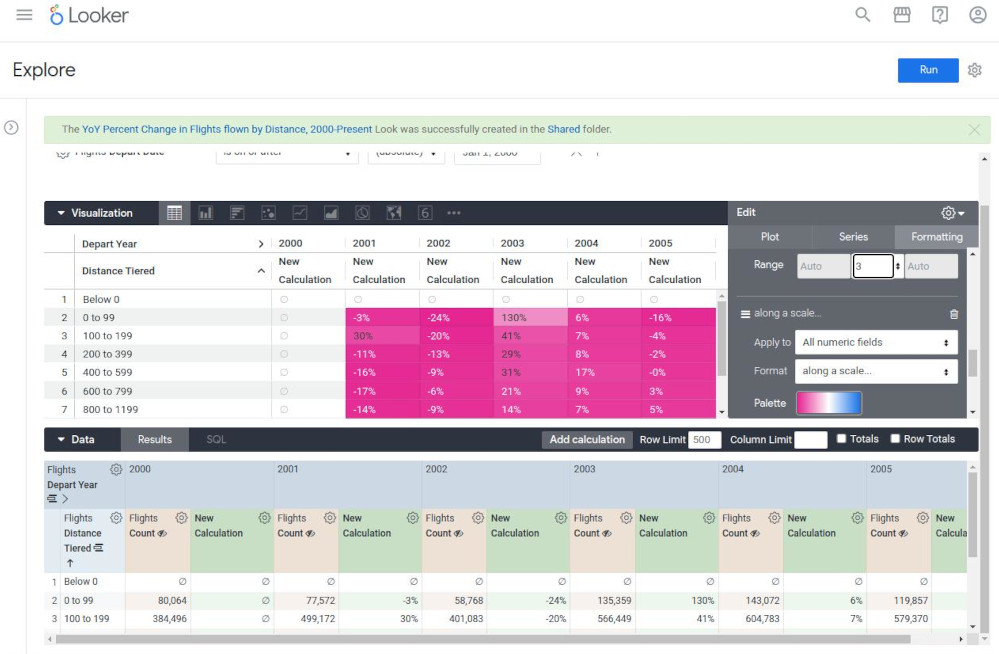 Looker
Explore
Run
The YoY Percent Change in Flights flown by Distance, 2000-Present Look was successfully created in the Shared folder.
Flights Depart Date is on or after (absolute) Jan 1, 2000
Visualization 6 Edit
Plot Series Formatting
Range Auto 3 Auto
along a scale...
Apply to All numeric fields
Format along a scale...
Palette
Depart Year 2000 2001 2002 2003 2004 2005
Distance Tiered New Calculation New Calculation New Calculation New Calculation New Calculation New Calculation
1 Below 0 ∅ ∅ ∅ ∅ ∅ ∅
2 0 to 99 ∅ -3% -24% 130% 6% -16%
3 100 to 199 ∅ 30% -20% 41% 7% -4%
4 200 to 399 ∅ -11% -13% 29% 8% -2%
5 400 to 599 ∅ -16% -9% 31% 17% -0%
6 600 to 799 ∅ -17% -6% 21% 9% 3%
7 800 to 1199 ∅ -14% -9% 14% 7% 5%
Data Results SQL Add calculation Row Limit 500 Column Limit Totals Row Totals
Flights Depart Year 2000 2001 2002 2003 2004 2005
Flights Distance Tiered Flights Count New Calculation Flights Count New Calculation Flights Count New Calculation Flights Count New Calculation Flights Count New Calculation Flights Count New Calcula
1 Below 0 ∅ ∅ ∅ ∅ ∅ ∅ ∅ ∅ ∅ ∅ ∅
2 0 to 99 80,064 ∅ 77,572 -3% 58,768 -24% 135,359 130% 143,072 6% 119,857
3 100 to 199 384,496 ∅ 499,172 30% 401,083 -20% 566,449 41% 604,783 7% 579,370